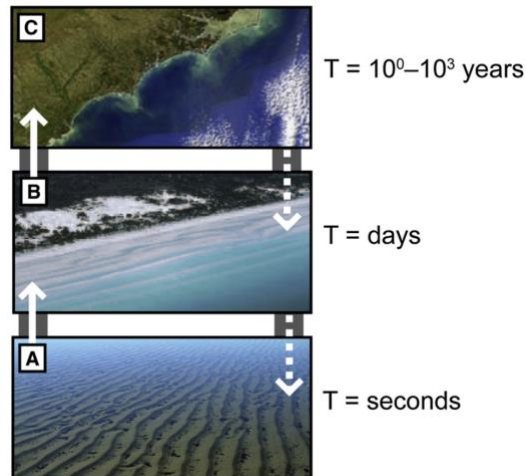 C
T = 10⁰–10³ years
B
T = days
A
T = seconds